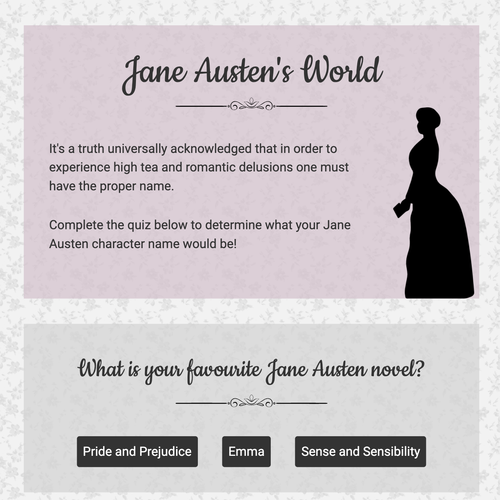 Jane Austen's World
It's a truth universally acknowledged that in order to
experience high tea and romantic delusions one must
have the proper name.
Complete the quiz below to determine what your Jane
Austen character name would be!
What is your favourite Jane Austen novel?
Pride and Prejudice
Emma
Sense and Sensibility